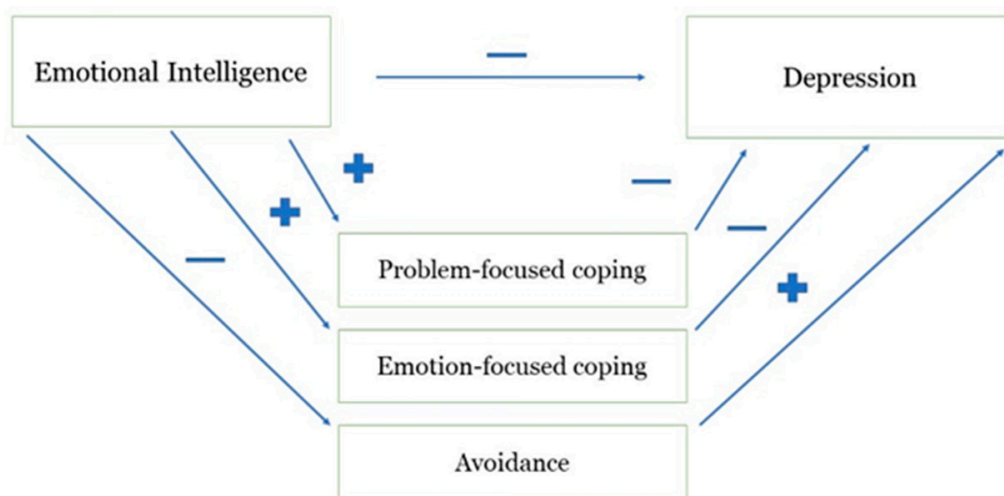 Emotional Intelligence
Depression
Problem-focused coping
Emotion-focused coping
Avoidance